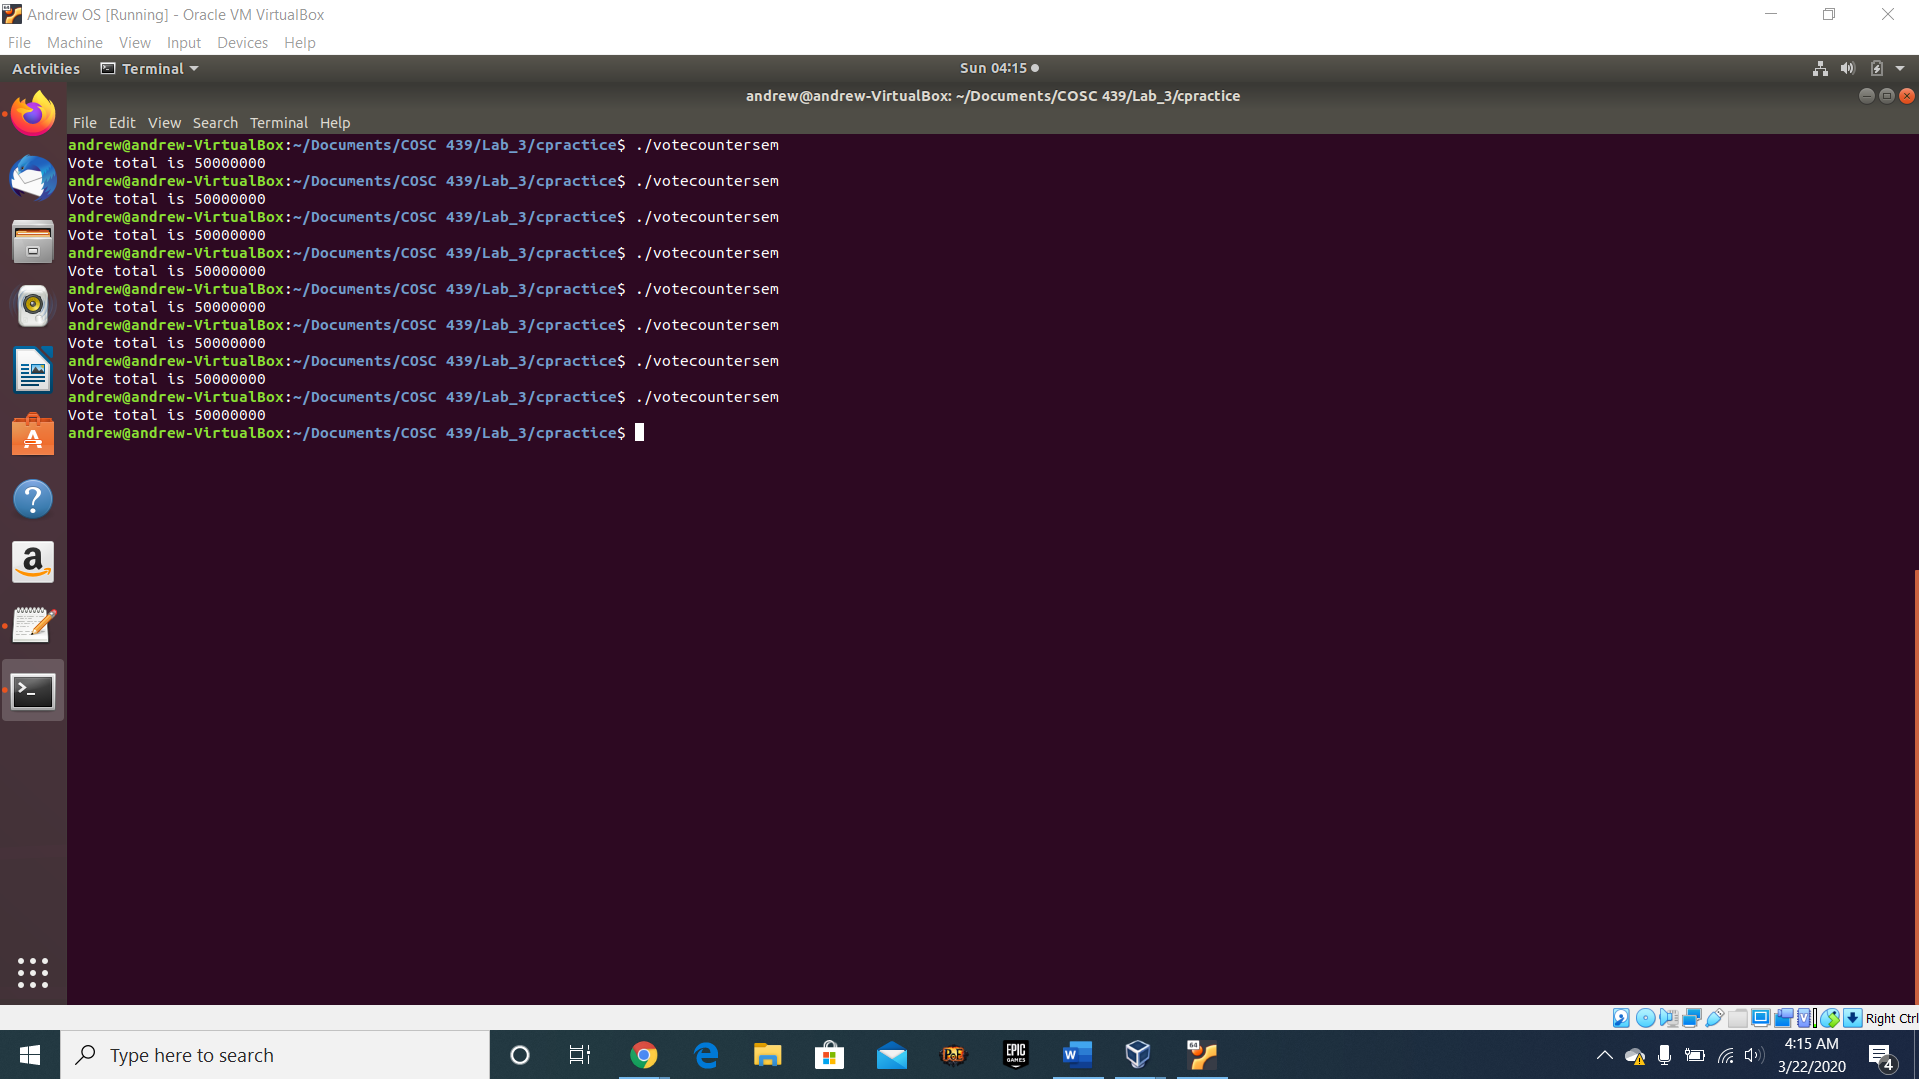 Andrew OS [Running] - Oracle VM VirtualBox
File Machine View Input Devices Help
Activities Terminal Sun 04:15
andrew@andrew-VirtualBox: ~/Documents/COSC 439/Lab_3/cpractice
File Edit View Search Terminal Help
andrew@andrew-VirtualBox:~/Documents/COSC 439/Lab_3/cpractice$ ./votecountersem
Vote total is 50000000
andrew@andrew-VirtualBox:~/Documents/COSC 439/Lab_3/cpractice$ ./votecountersem
Vote total is 50000000
andrew@andrew-VirtualBox:~/Documents/COSC 439/Lab_3/cpractice$ ./votecountersem
Vote total is 50000000
andrew@andrew-VirtualBox:~/Documents/COSC 439/Lab_3/cpractice$ ./votecountersem
Vote total is 50000000
andrew@andrew-VirtualBox:~/Documents/COSC 439/Lab_3/cpractice$ ./votecountersem
Vote total is 50000000
andrew@andrew-VirtualBox:~/Documents/COSC 439/Lab_3/cpractice$ ./votecountersem
Vote total is 50000000
andrew@andrew-VirtualBox:~/Documents/COSC 439/Lab_3/cpractice$ ./votecountersem
Vote total is 50000000
andrew@andrew-VirtualBox:~/Documents/COSC 439/Lab_3/cpractice$ ./votecountersem
Vote total is 50000000
andrew@andrew-VirtualBox:~/Documents/COSC 439/Lab_3/cpractice$
Right Ctrl
Type here to search
PoE
EPIC GAMES
W
64
4:15 AM
3/22/2020
4